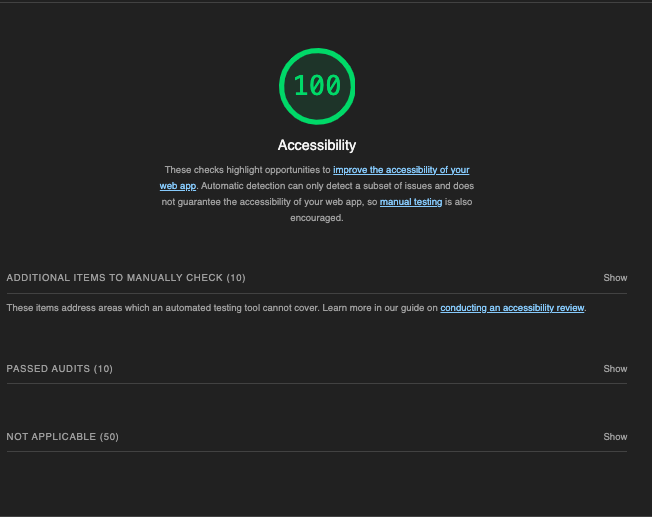 100
Accessibility
These checks highlight opportunities to improve the accessibility of your
web app. Automatic detection can only detect a subset of issues and does
not guarantee the accessibility of your web app, so manual testing is also
encouraged.
ADDITIONAL ITEMS TO MANUALLY CHECK (10) Show
These items address areas which an automated testing tool cannot cover. Learn more in our guide on conducting an accessibility review.
PASSED AUDITS (10) Show
NOT APPLICABLE (50) Show